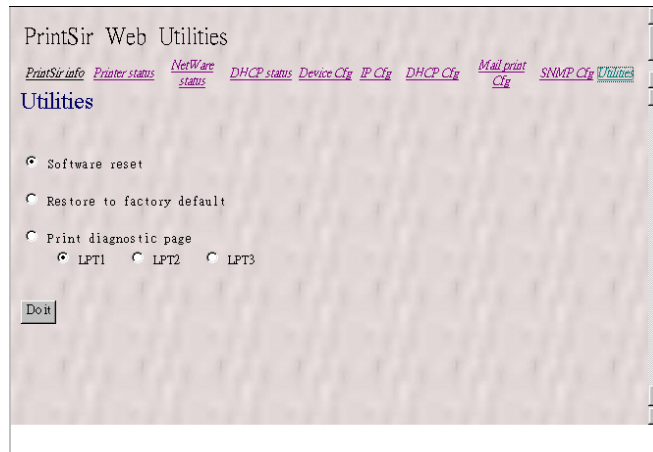 PrintSir Web Utilities
PrintSir info Printer status NetWare status DHCP status Device Cfg IP Cfg DHCP Cfg Mail print Cfg SNMP Cfg Utilities
Utilities
Software reset
Restore to factory default
Print diagnostic page
LPT1 LPT2 LPT3
Do it